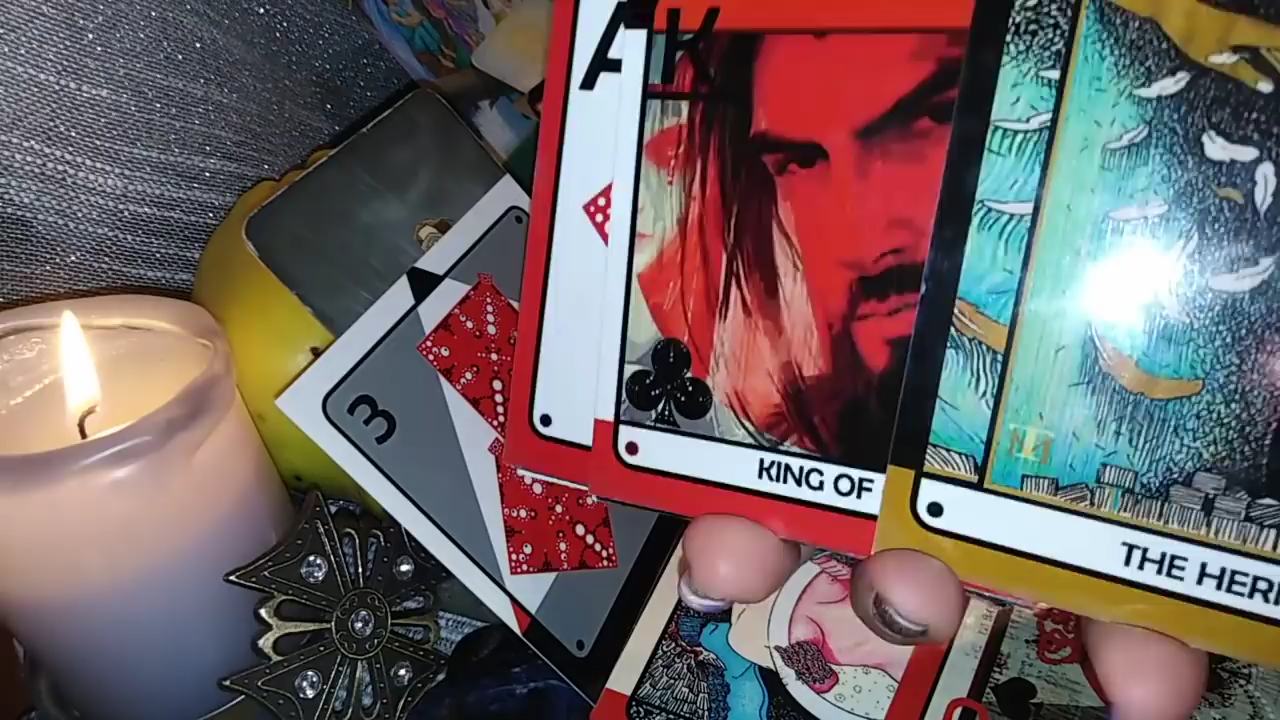 A
K
3
KING OF
THE HER